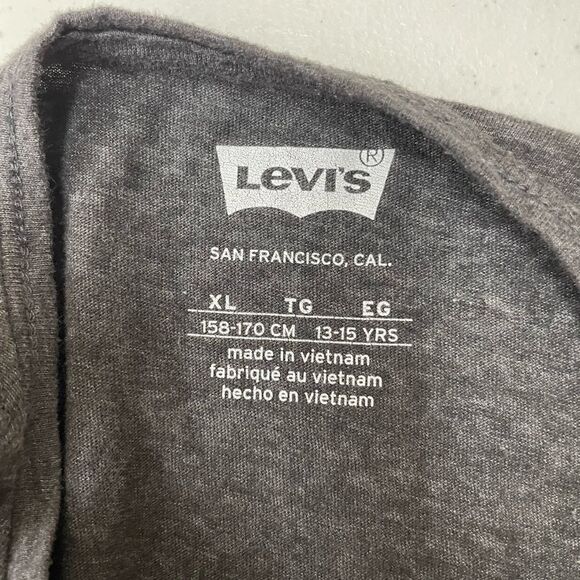 Levi's ®
SAN FRANCISCO, CAL.
XL TG EG
158-170 CM 13-15 YRS
made in vietnam
fabriqué au vietnam
hecho en vietnam